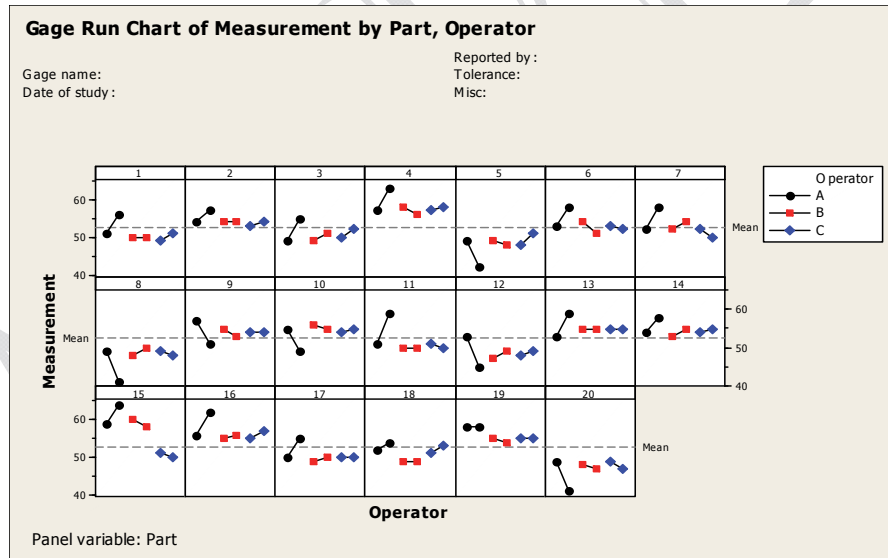 Gage Run Chart of Measurement by Part, Operator
Reported by:
Gage name:
Tolerance:
Date of study:
Misc:
1 2 3 4 5 6 7
Operator
A
B
C
60
50
40
Mean
8 9 10 11 12 13 14
Mean
60
50
40
15 16 17 18 19 20
60
50
40
Mean
Measurement
Operator
Panel variable: Part